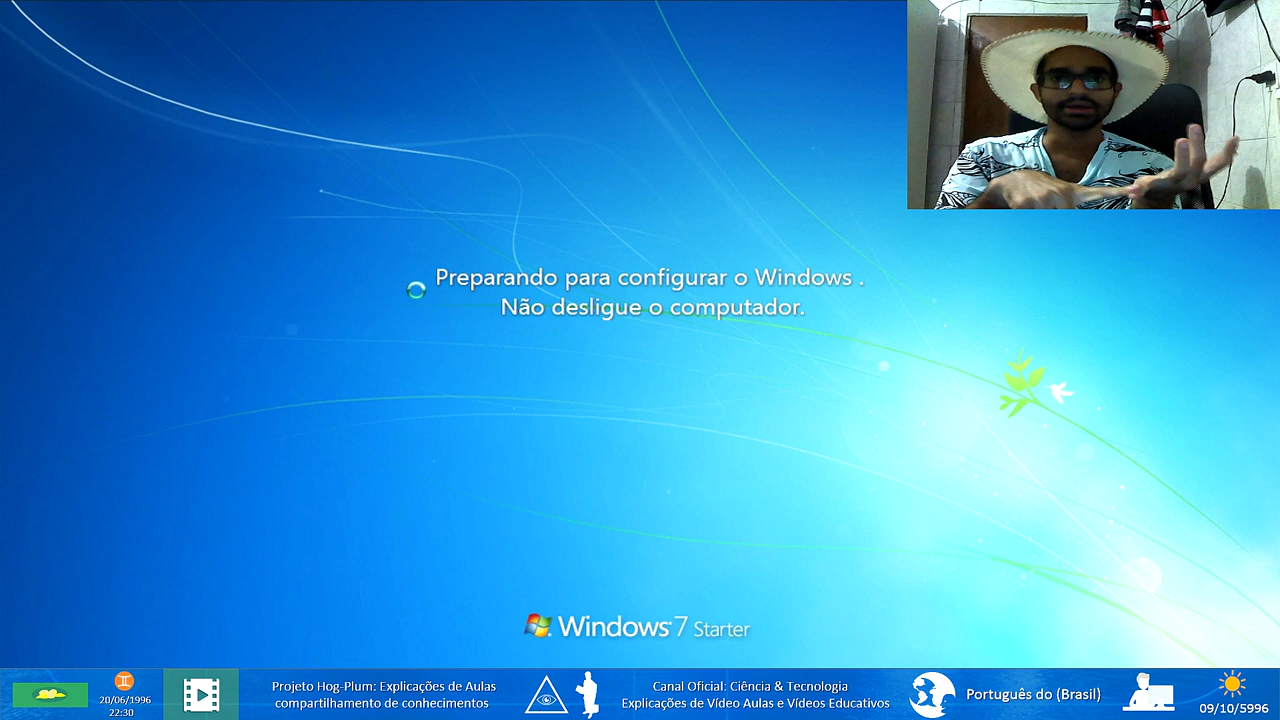 Preparando para configurar o Windows .
Não desligue o computador.
Windows 7 Starter
20/06/1996
22:30
Projeto Hog-Plum: Explicações de Aulas
compartilhamento de conhecimentos
Canal Oficial: Ciência & Tecnologia
Explicações de Vídeo Aulas e Vídeos Educativos
Português do (Brasil)
09/10/5996